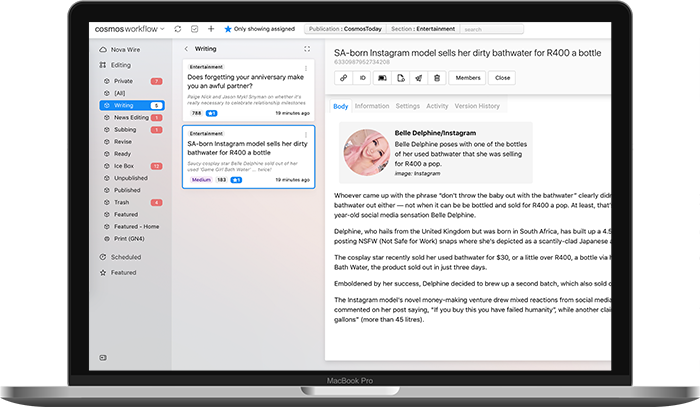 cosmos workflow
Only showing assigned
Publication : CosmosToday
Section : Entertainment
search
Nova Wire
Editing
Private 7
[All]
Writing 5
News Editing 1
Subbing 1
Revise
Ready
Ice Box 12
Unpublished
Published
Trash 4
Featured
Featured - Home
Print (GN4)
Scheduled
Featured
Writing
Entertainment
Does forgetting your anniversary make
you an awful partner?
Paige Nick and Jason Mykl Snyman on whether it's
really necessary to celebrate relationship milestones
788 1 19 minutes ago
Entertainment
SA-born Instagram model sells her dirty
bathwater for R400 a bottle
Saucy cosplay star Belle Delphine sold out of her
used 'Game Girl Bath Water' ... twice!
Medium 183 1 19 minutes ago
SA-born Instagram model sells her dirty bathwater for R400 a bottle
6330987952734208
ID
Members
Close
Body Information Settings Activity Version History
Belle Delphine/Instagram
Belle Delphine poses with one of the bottles
of her used bathwater that she was selling
for R400 a pop.
image: Instagram
Whoever came up with the phrase "don't throw the baby out with the bathwater" clearly didn
bathwater out either — not when it can be bottled and sold for R400 a pop. At least, that'
year-old social media sensation Belle Delphine.
Delphine, who hails from the United Kingdom but was born in South Africa, has built up a 4.5
posting NSFW (Not Safe for Work) snaps where she's depicted as a scantily-clad Japanese a
The cosplay star recently sold her used bathwater for $30, or a little over R400, a bottle via h
Bath Water, the product sold out in just three days.
Emboldened by her success, Delphine decided to brew up a second batch, which also sold o
The Instagram model's novel money-making venture drew mixed reactions from social media
commented on her post saying, "If you buy this you have failed humanity", while another clai
gallons" (more than 45 litres).
MacBook Pro